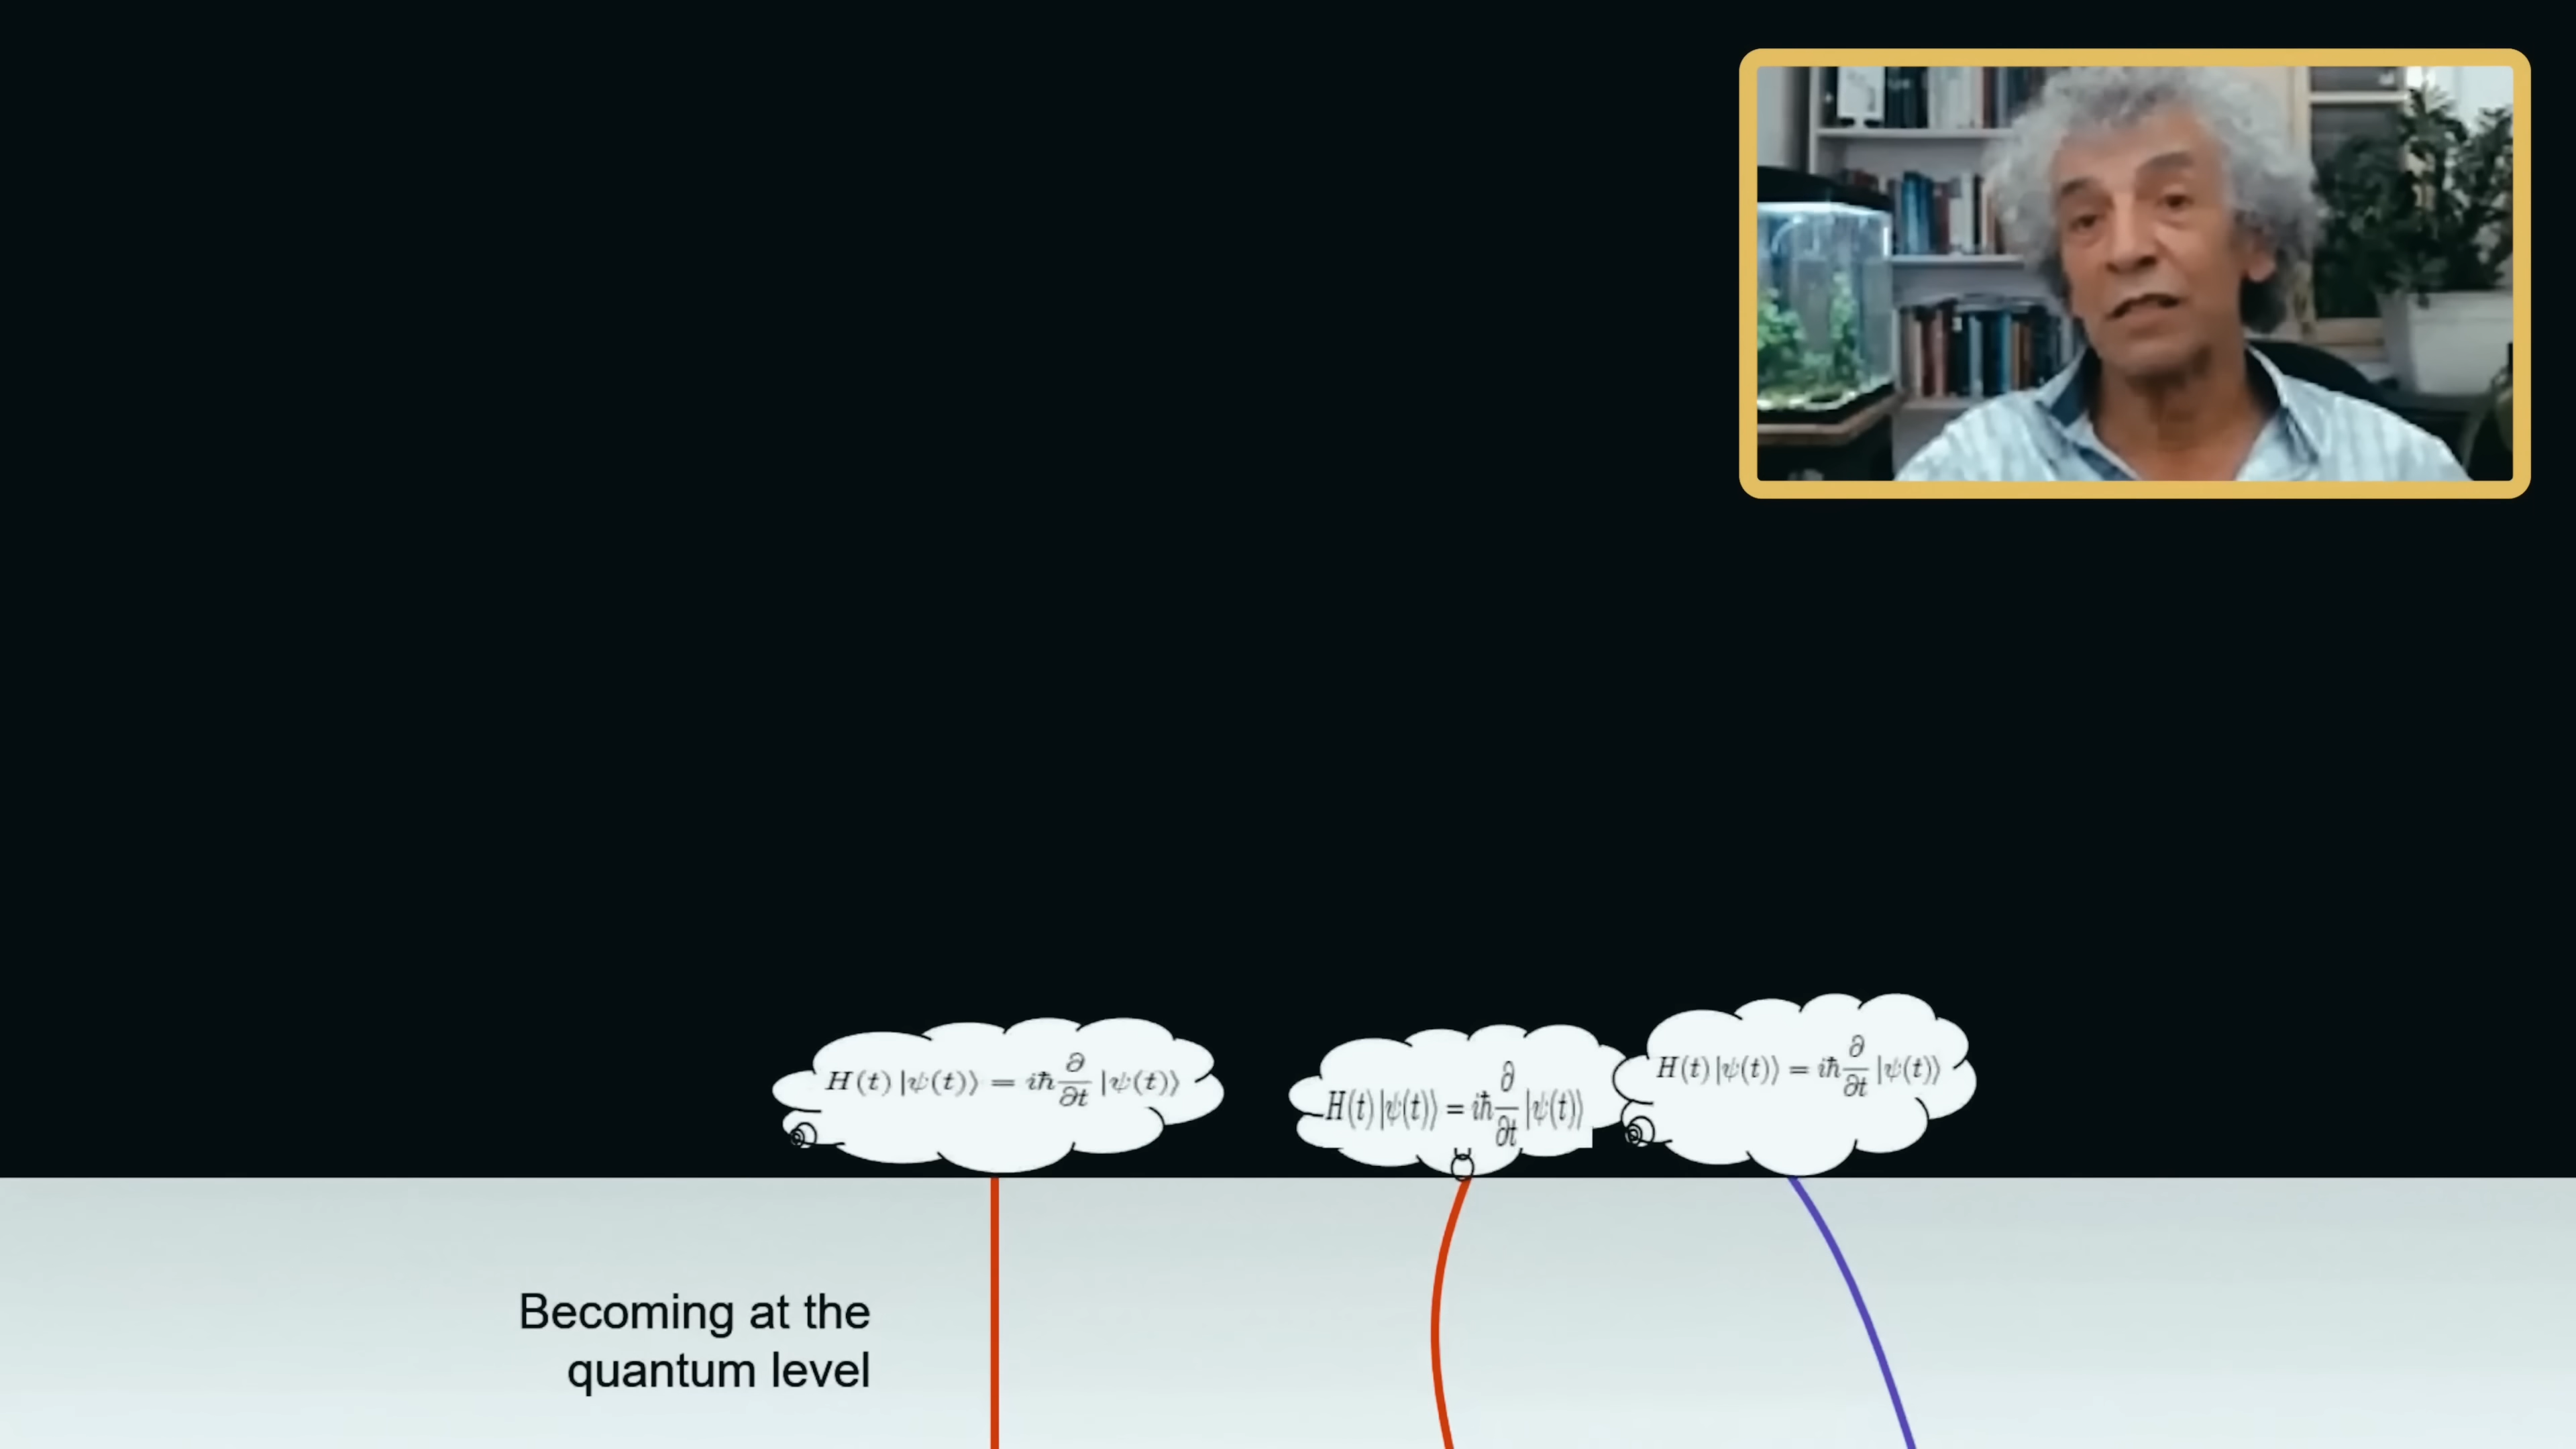 H(t) |ψ(t)⟩ = iħ ∂/∂t |ψ(t)⟩
H(t) |ψ(t)⟩ = iħ ∂/∂t |ψ(t)⟩
H(t) |ψ(t)⟩ = iħ ∂/∂t |ψ(t)⟩
Becoming at the
quantum level